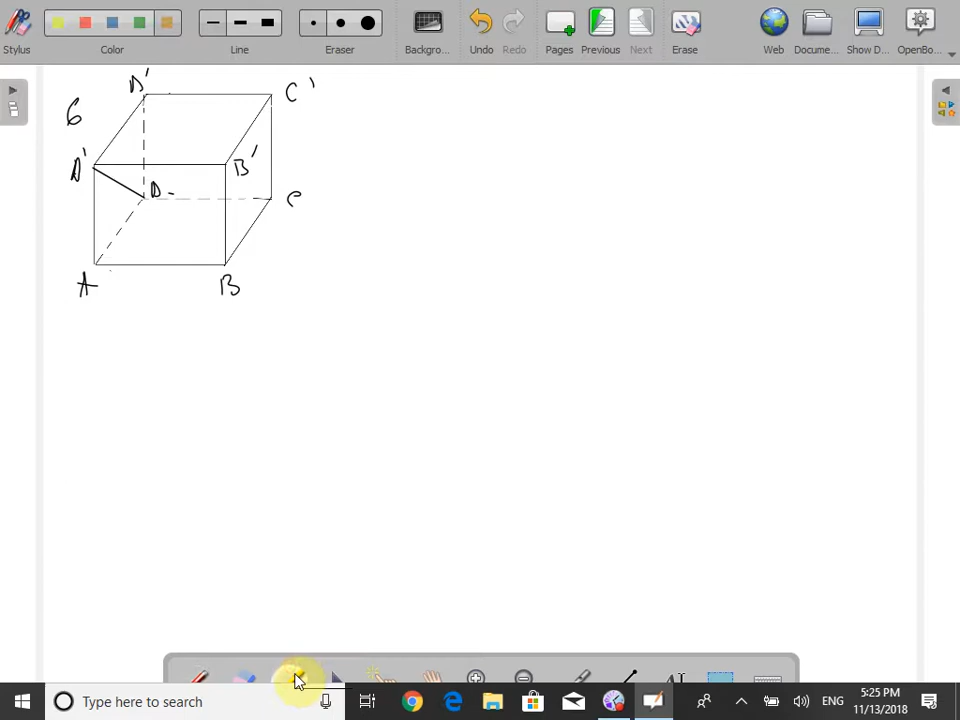 Stylus
Color
Line
Eraser
Backgro...
Undo
Redo
Pages
Previous
Next
Erase
Web
Docume...
Show D...
OpenBo...
D'
C'
6
A'
B'
D
C
A
B
Type here to search
ENG
5:25 PM
11/13/2018